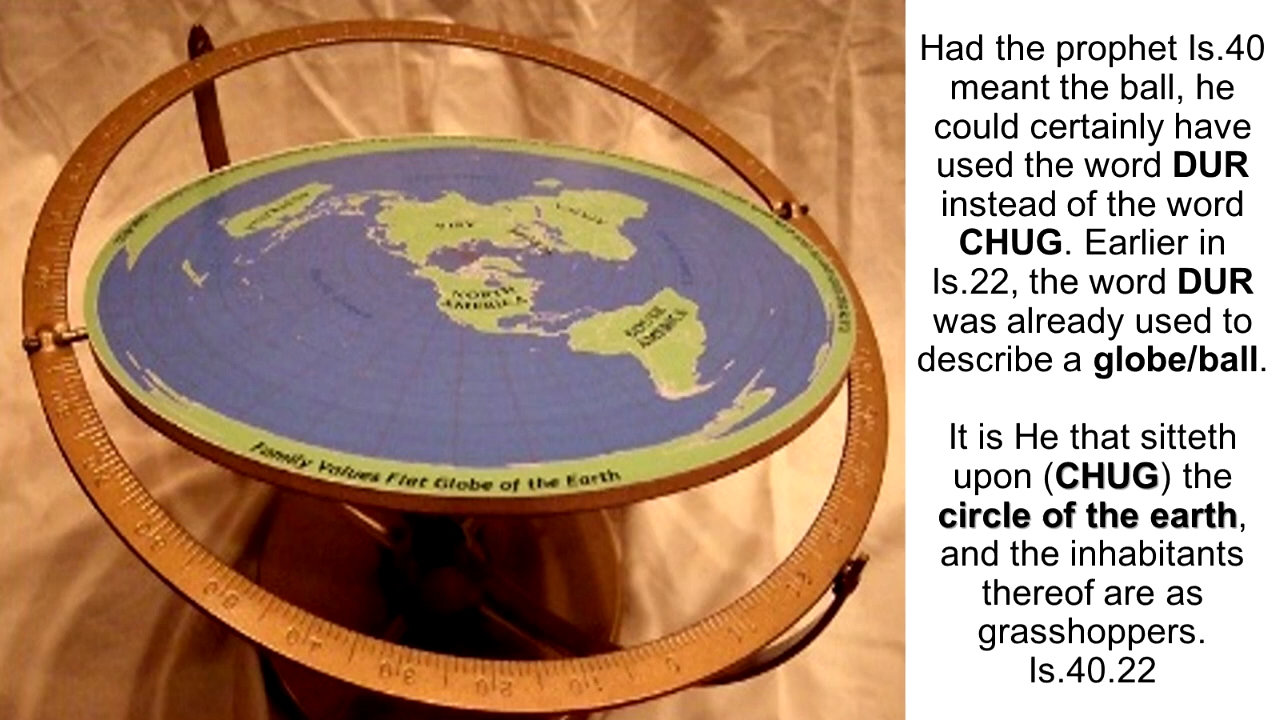 NORTH
AMERICA
SOUTH
AMERICA
Family Values Flat Globe of the Earth
Had the prophet Is.40
meant the ball, he
could certainly have
used the word DUR
instead of the word
CHUG. Earlier in
Is.22, the word DUR
was already used to
describe a globe/ball.
It is He that sitteth
upon (CHUG) the
circle of the earth,
and the inhabitants
thereof are as
grasshoppers.
Is.40.22